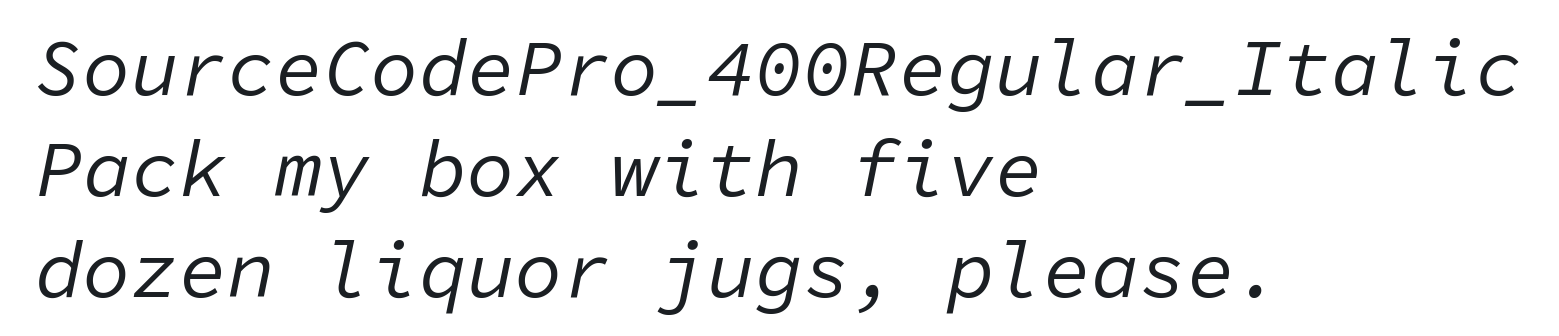 SourceCodePro_400Regular_Italic
Pack my box with five
dozen liquor jugs, please.